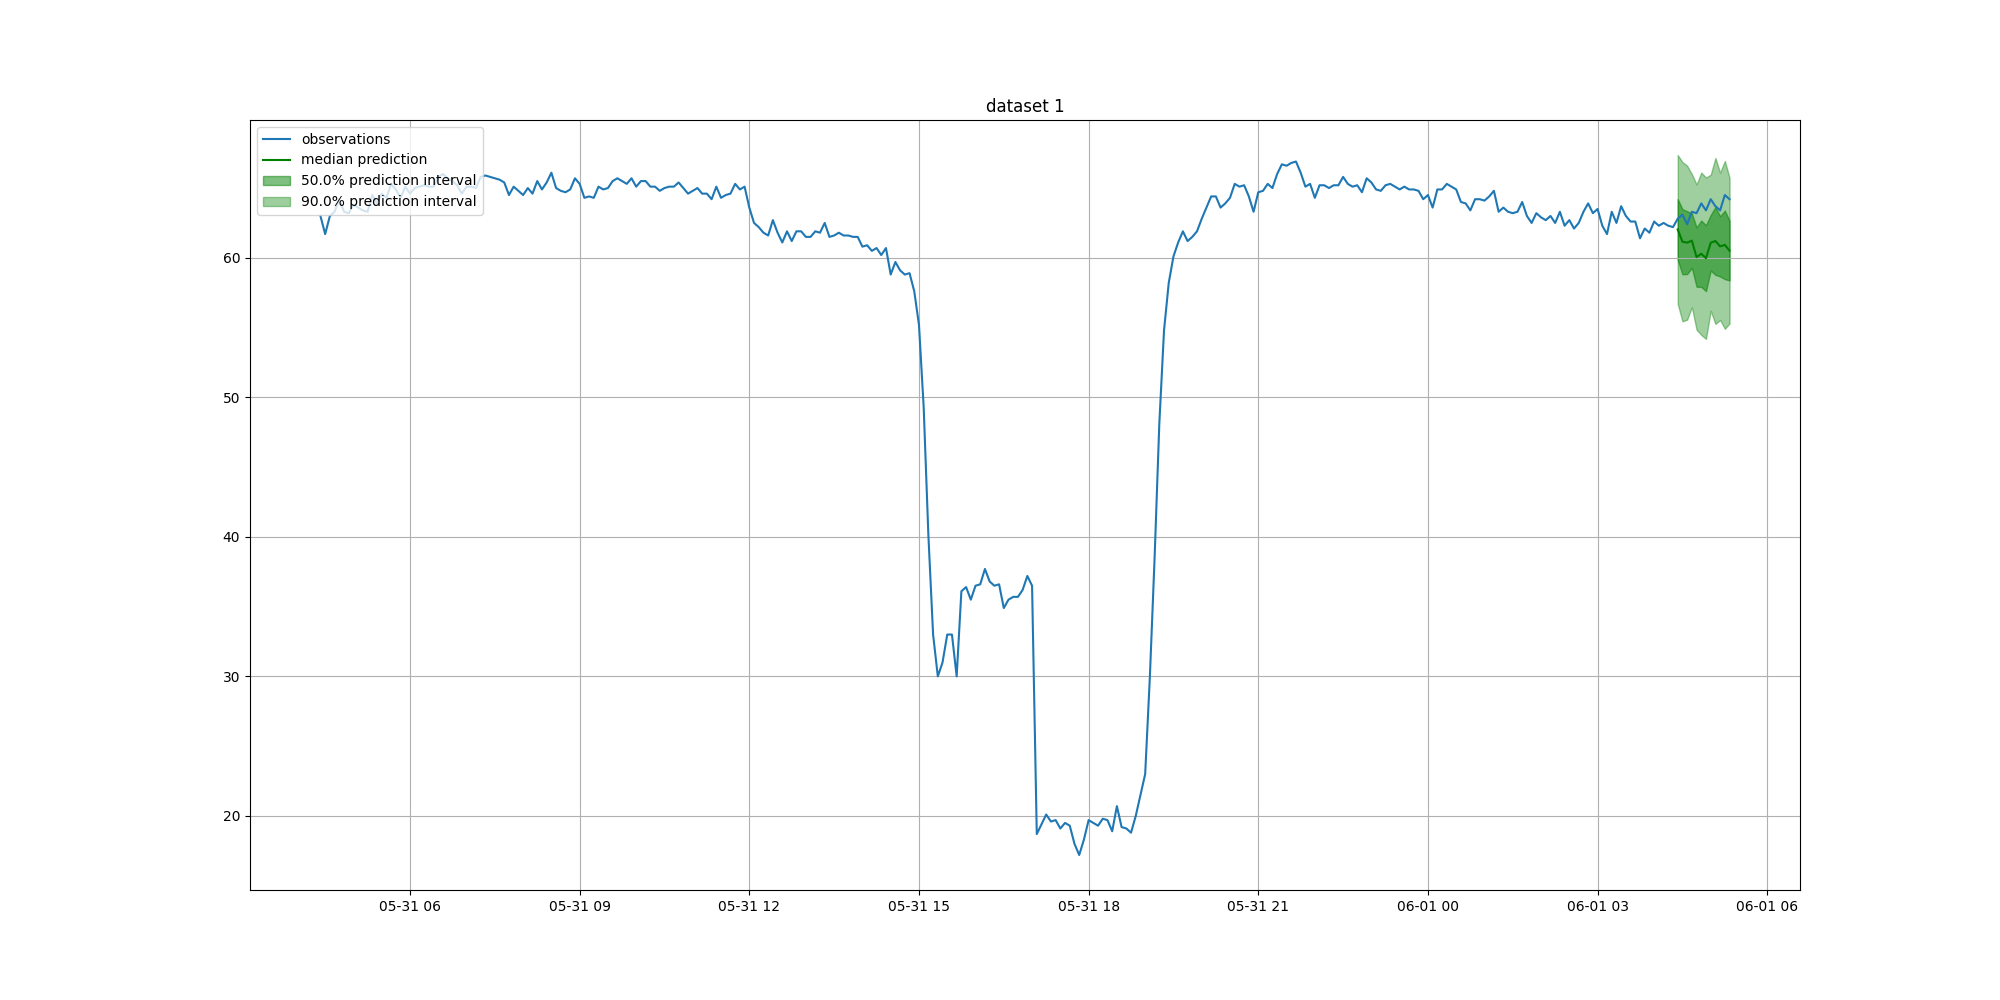 dataset 1
observations
median prediction
50.0% prediction interval
90.0% prediction interval
60
50
40
30
20
05-31 06
05-31 09
05-31 12
05-31 15
05-31 18
05-31 21
06-01 00
06-01 03
06-01 06